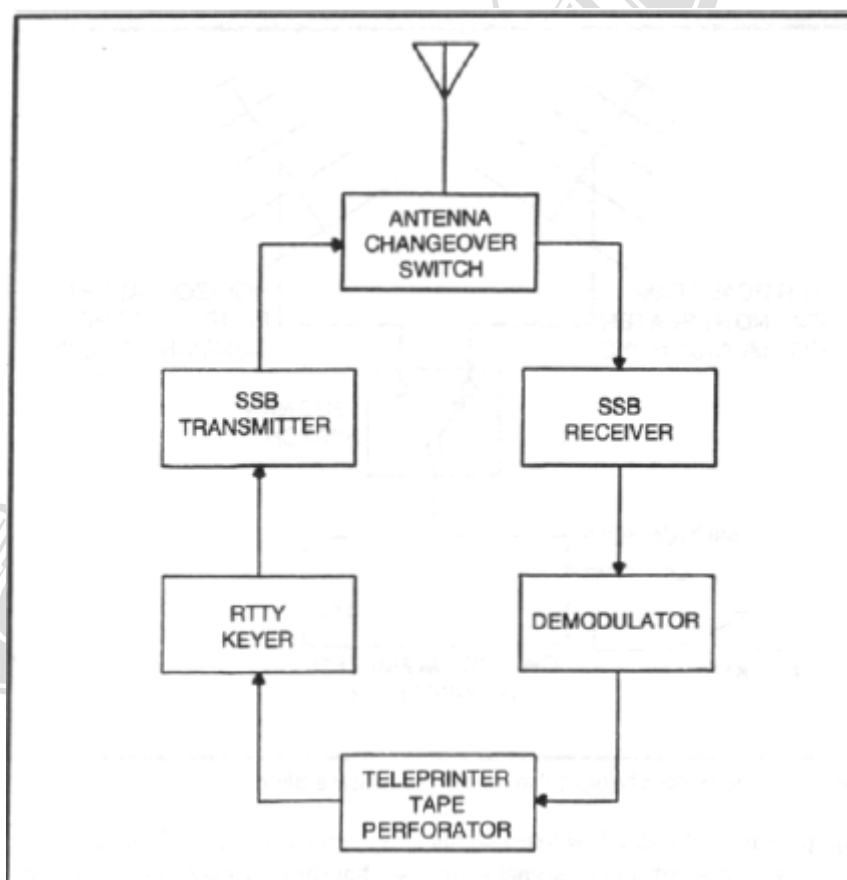 ANTENNA
CHANGEOVER
SWITCH
SSB
TRANSMITTER
SSB
RECEIVER
RTTY
KEYER
DEMODULATOR
TELEPRINTER
TAPE
PERFORATOR